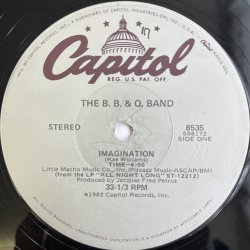 Capitol
REG. U.S. PAT. OFF.
THE B. B. & Q. BAND
STEREO
8535
S98172
SIDE ONE
IMAGINATION
(Kae Williams)
TIME—6:00
Little Macho Music Co., Inc./Pizzazz Music-ASCAP/BMI
(from the LP "ALL NIGHT LONG" ST-12212)
Produced by Jacques Fred Petrus
33-1/3 RPM
℗1982 Capitol Records, Inc.